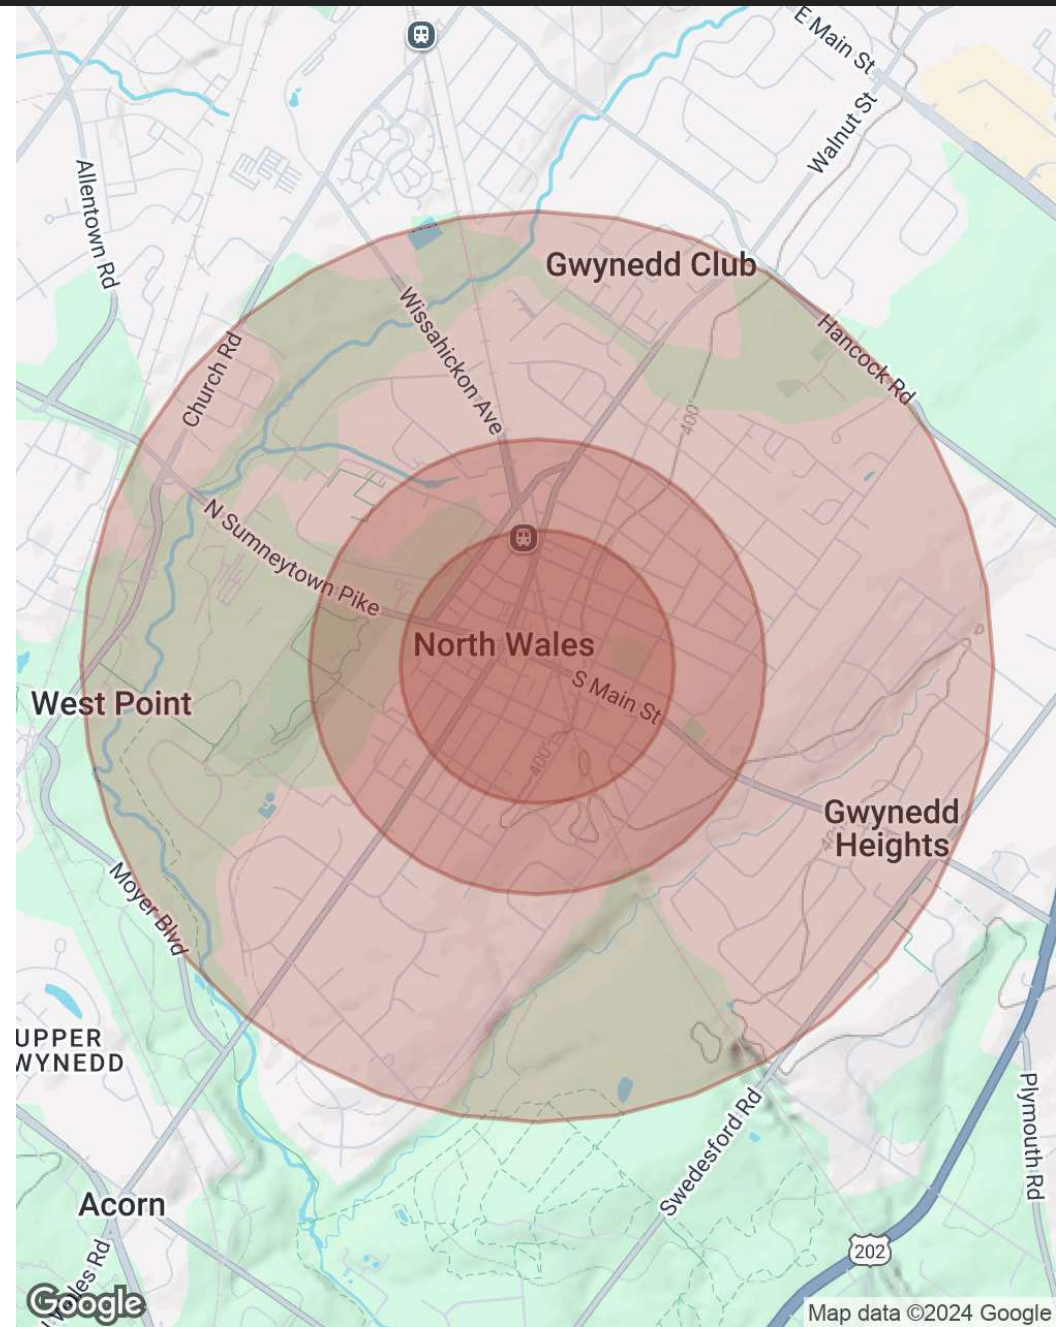 E Main St
Walnut St
Allentown Rd
Gwynedd Club
Wissahickon Ave
Hancock Rd
Church Rd
400
N Sumneytown Pike
North Wales
S Main St
West Point
400
Gwynedd
Heights
Moyer Blvd
UPPER
WYNEDD
Plymouth Rd
Swedesford Rd
Acorn
202
Wales Rd
Google
Map data ©2024 Google